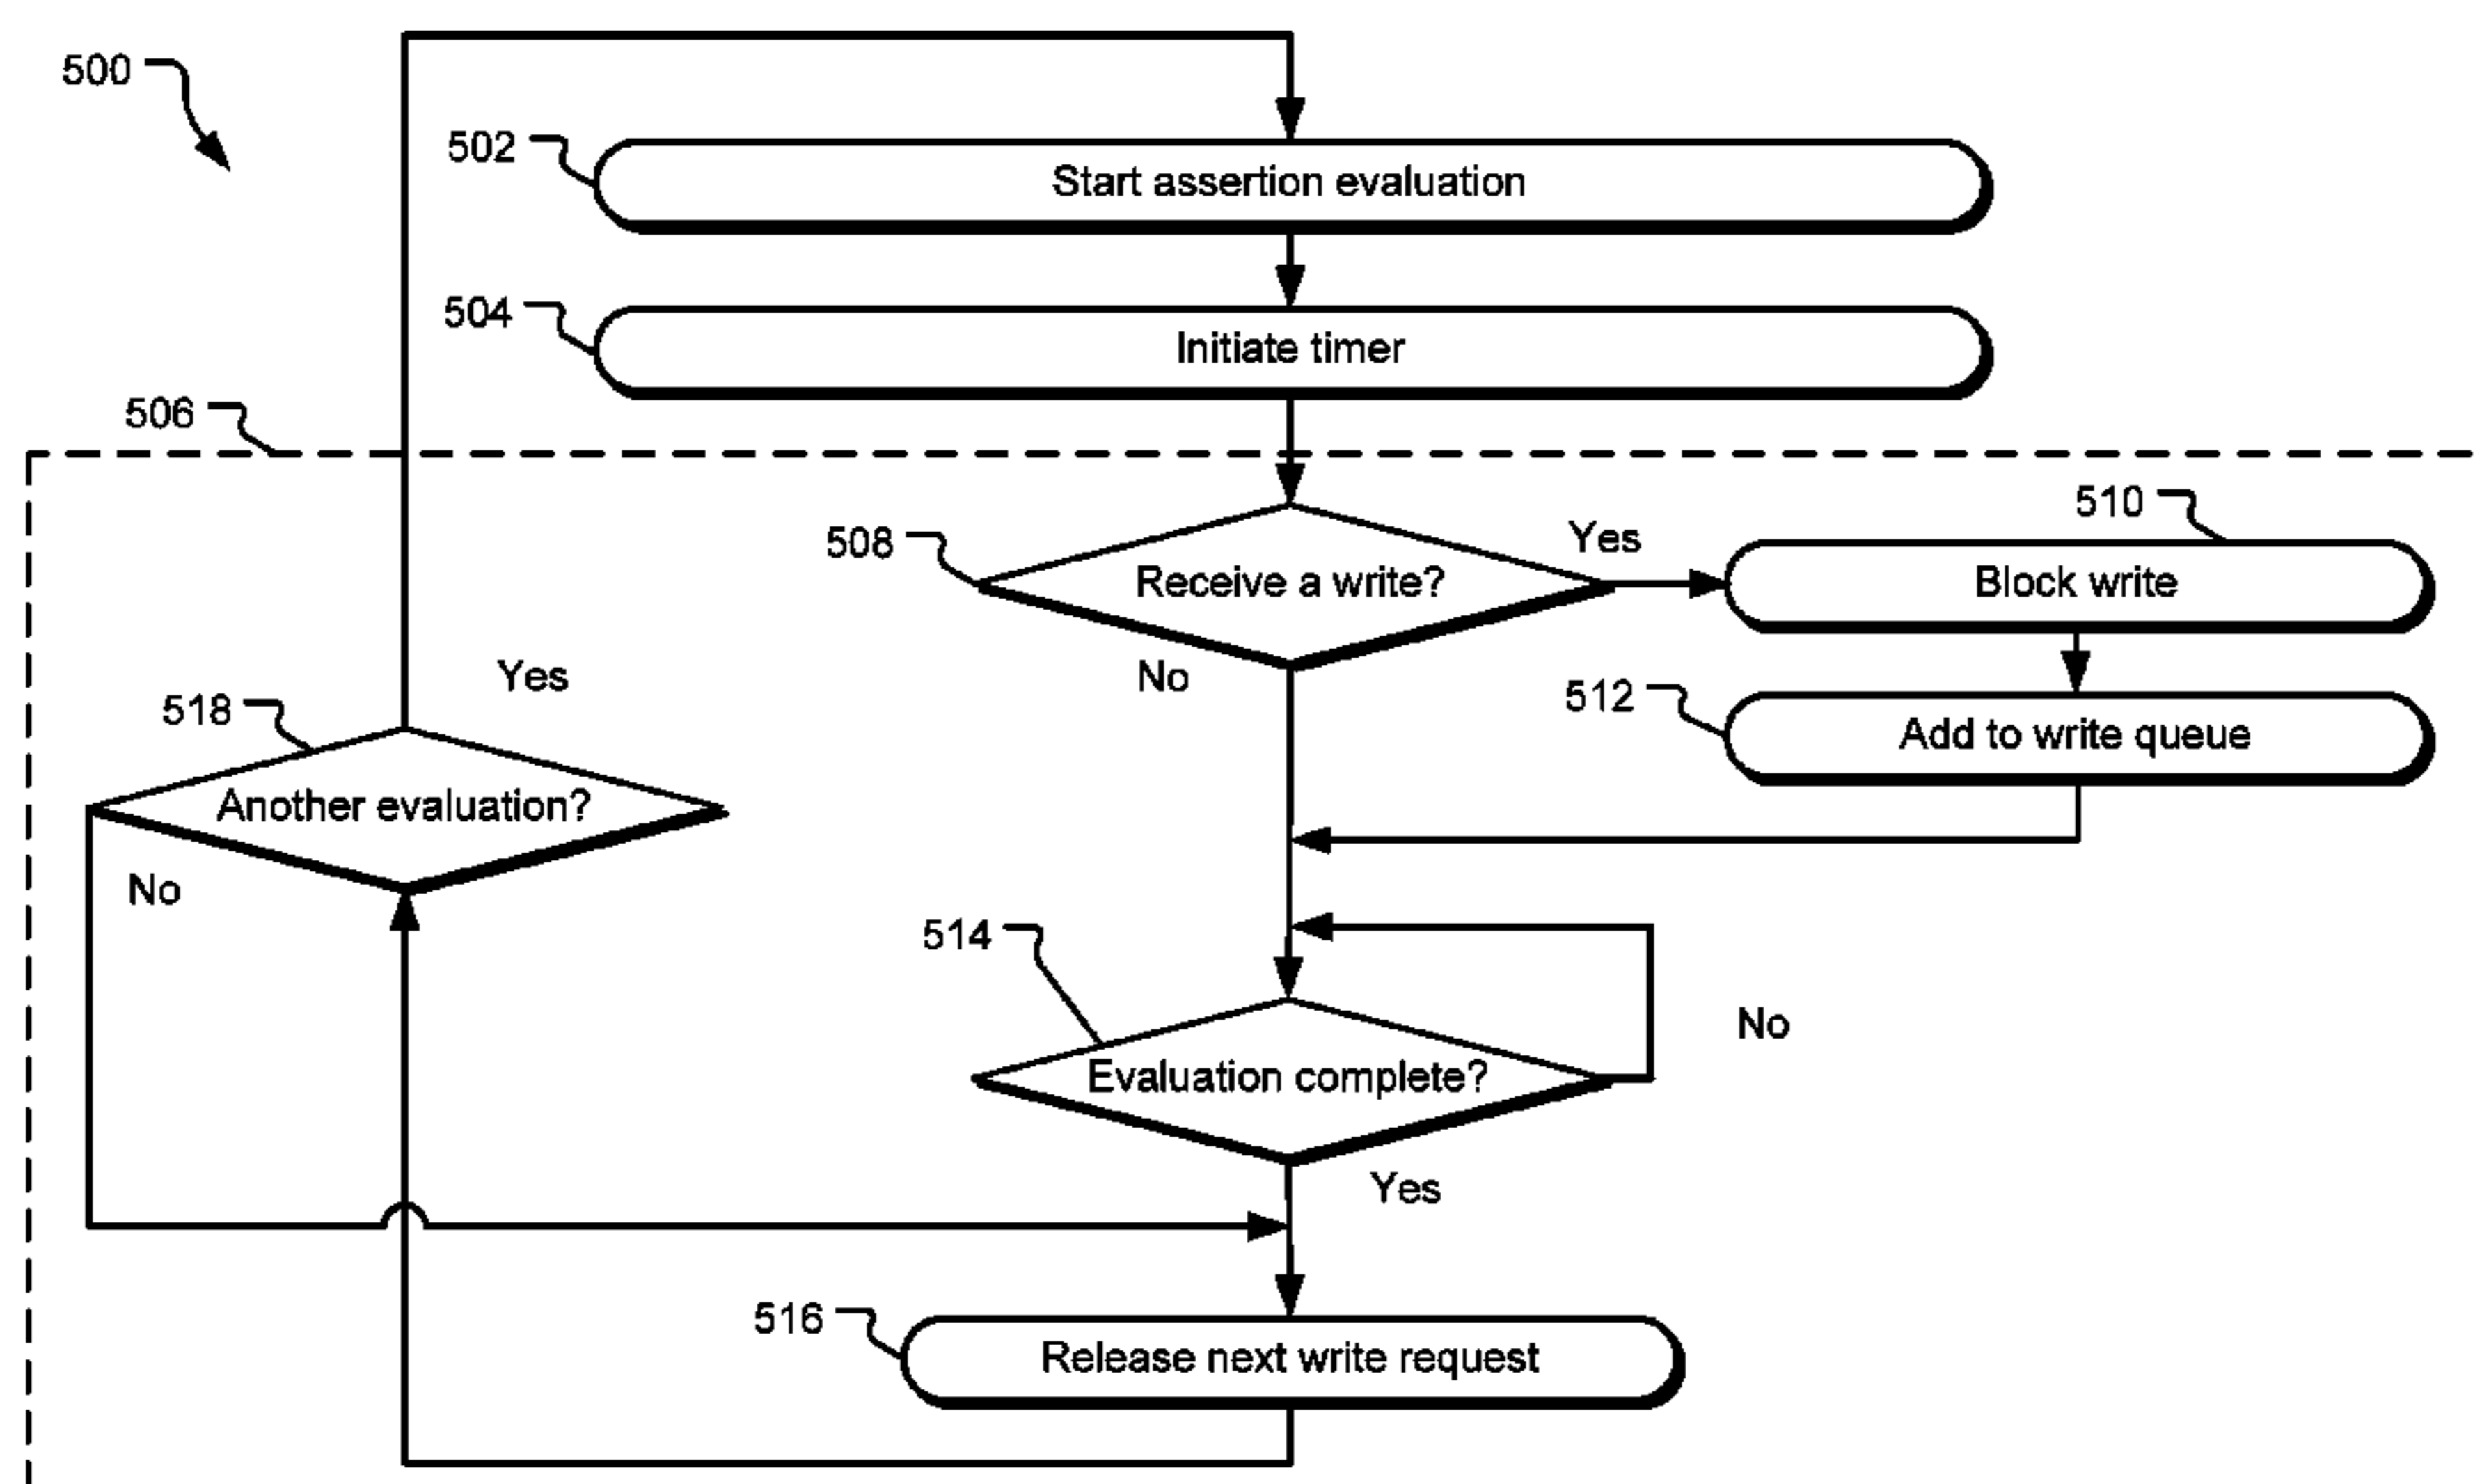 500
502
Start assertion evaluation
504
Initiate timer
506
508
Receive a write?
Yes
510
Block write
No
512
Add to write queue
518
Yes
Another evaluation?
No
514
Evaluation complete?
No
Yes
516
Release next write request